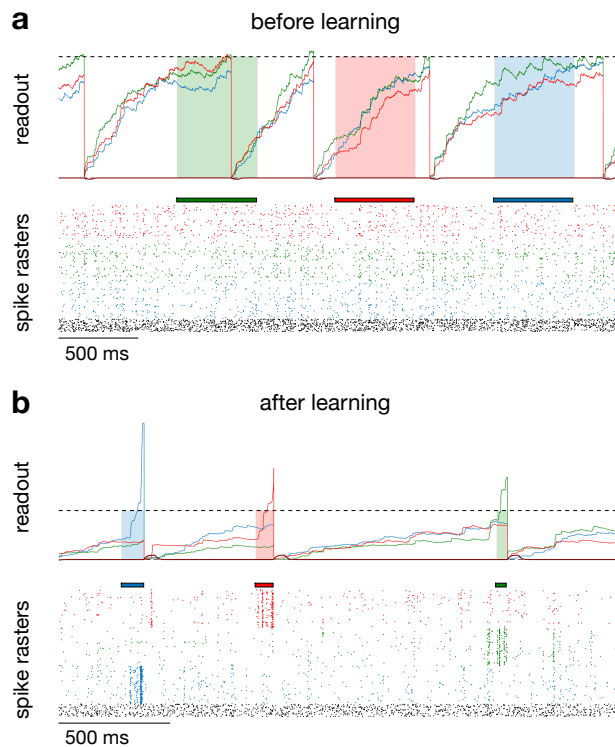 a
before learning
readout
spike rasters
500 ms
b
after learning
readout
spike rasters
500 ms